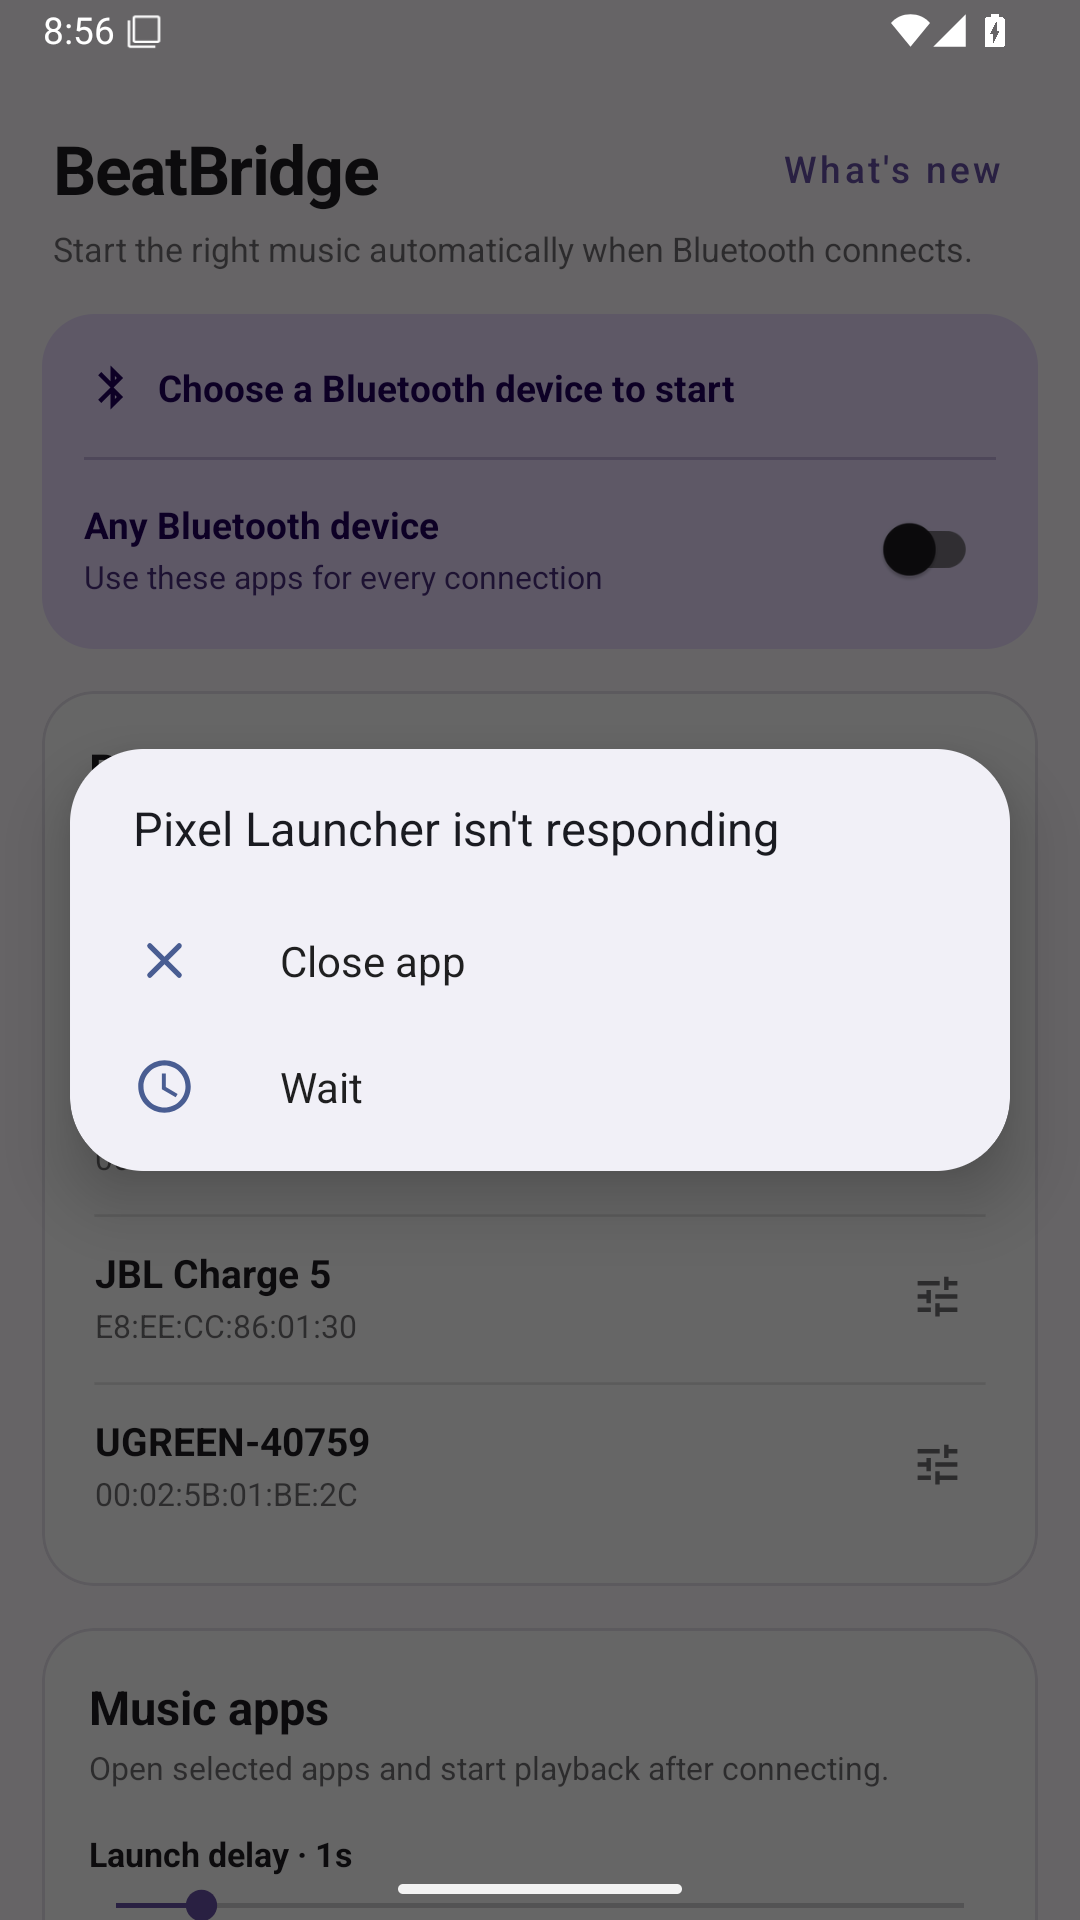 8:56
BeatBridge
What's new
Start the right music automatically when Bluetooth connects.
Choose a Bluetooth device to start
Any Bluetooth device
Use these apps for every connection
Pixel Launcher isn't responding
Close app
Wait
JBL Charge 5
E8:EE:CC:86:01:30
UGREEN-40759
00:02:5B:01:BE:2C
Music apps
Open selected apps and start playback after connecting.
Launch delay · 1s